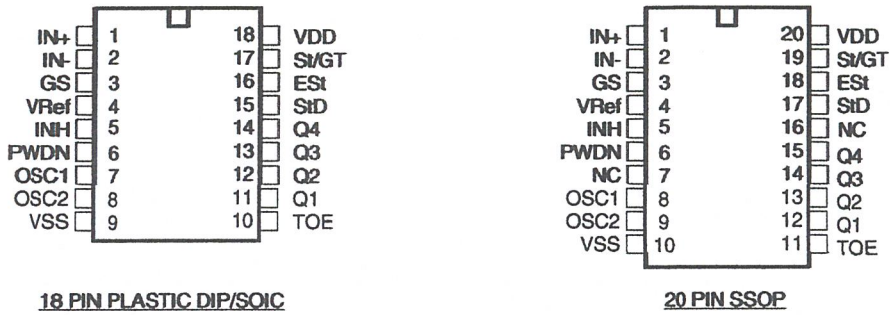 IN+ 1 18 VDD
IN- 2 17 St/GT
GS 3 16 ESt
VRef 4 15 StD
INH 5 14 Q4
PWDN 6 13 Q3
OSC1 7 12 Q2
OSC2 8 11 Q1
VSS 9 10 TOE
18 PIN PLASTIC DIP/SOIC
IN+ 1 20 VDD
IN- 2 19 St/GT
GS 3 18 ESt
VRef 4 17 StD
INH 5 16 NC
PWDN 6 15 Q4
NC 7 14 Q3
OSC1 8 13 Q2
OSC2 9 12 Q1
VSS 10 11 TOE
20 PIN SSOP